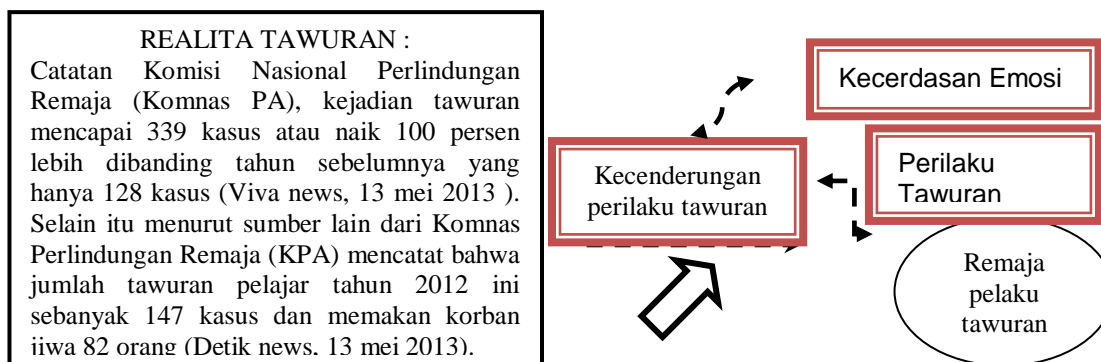 REALITA TAWURAN :
Catatan Komisi Nasional Perlindungan
Remaja (Komnas PA), kejadian tawuran
mencapai 339 kasus atau naik 100 persen
lebih dibanding tahun sebelumnya yang
hanya 128 kasus (Viva news, 13 mei 2013 ).
Selain itu menurut sumber lain dari Komnas
Perlindungan Remaja (KPA) mencatat bahwa
jumlah tawuran pelajar tahun 2012 ini
sebanyak 147 kasus dan memakan korban
jiwa 82 orang (Detik news, 13 mei 2013).
Kecenderungan
perilaku tawuran
Kecerdasan Emosi
Perilaku
Tawuran
Remaja
pelaku
tawuran